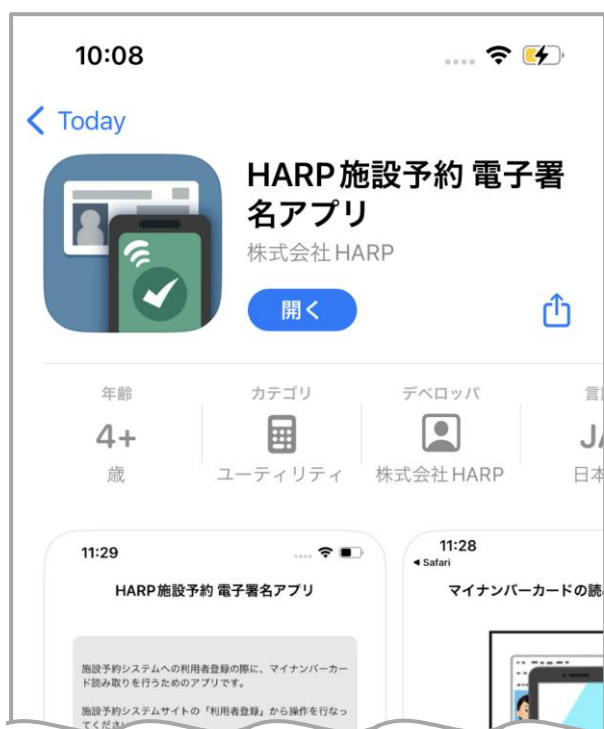 10:08
Today
HARP施設予約 電子署
名アプリ
株式会社HARP
開く
年齢
カテゴリ
デベロッパ
4+
歳
ユーティリティ
株式会社HARP
11:29
HARP施設予約 電子署名アプリ
施設予約システムへの利用者登録の際に、マイナンバーカー
ド読み取りを行うためのアプリです。
施設予約システムサイトの「利用者登録」から操作を行なっ
てくださ
11:28
Safari
マイナンバーカードの読